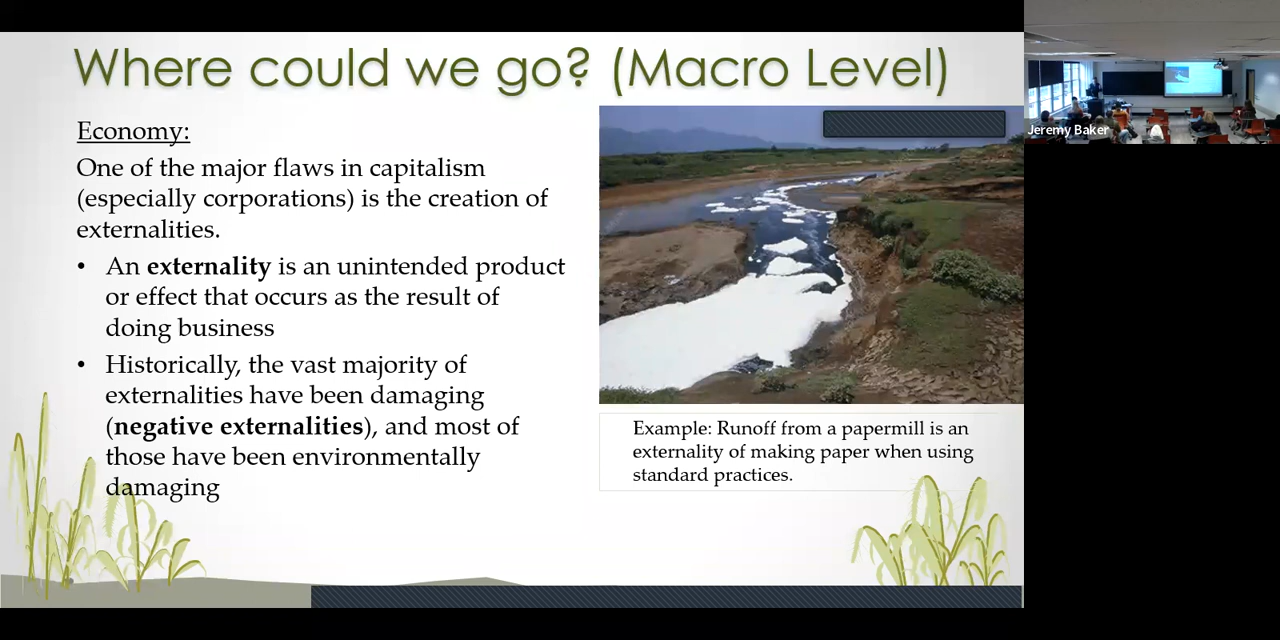 Where could we go? (Macro Level)
Economy:
One of the major flaws in capitalism
(especially corporations) is the creation of
externalities.
• An externality is an unintended product
or effect that occurs as the result of
doing business
• Historically, the vast majority of
externalities have been damaging
(negative externalities), and most of
those have been environmentally
damaging
Example: Runoff from a papermill is an
externality of making paper when using
standard practices.
Jeremy Baker